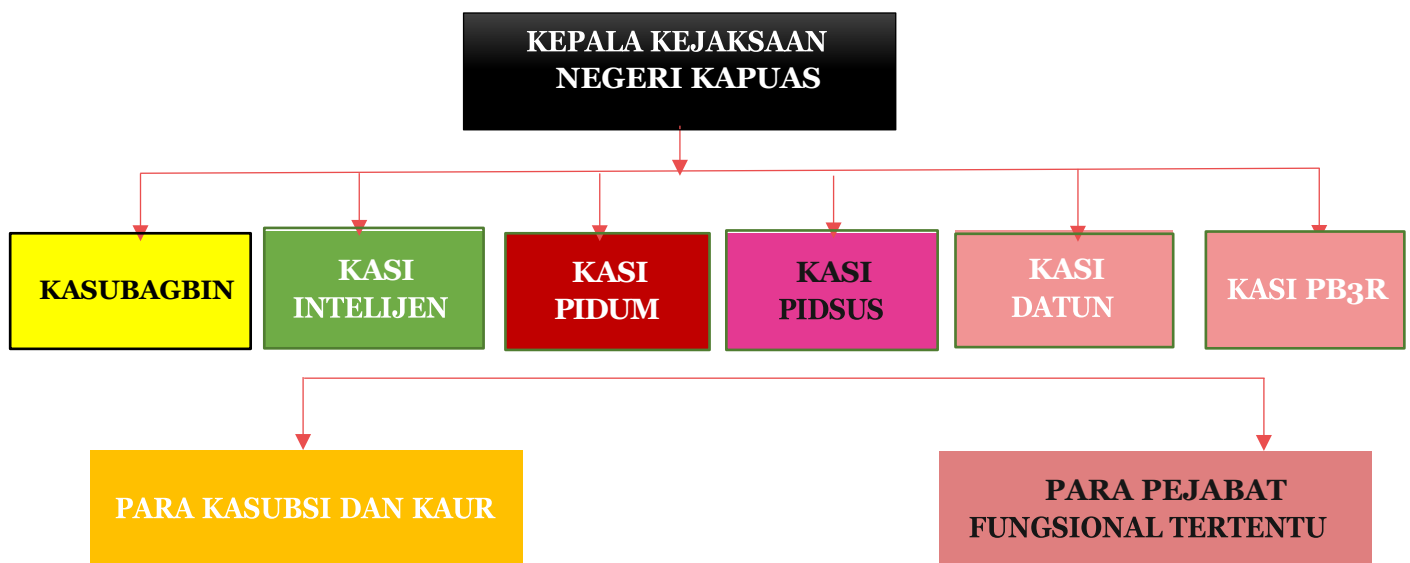 KEPALA KEJAKSAAN
NEGERI KAPUAS
KASUBAGBIN
KASI
INTELIJEN
KASI
PIDUM
KASI
PIDSUS
KASI
DATUN
KASI PB3R
PARA KASUBSI DAN KAUR
PARA PEJABAT
FUNGSIONAL TERTENTU